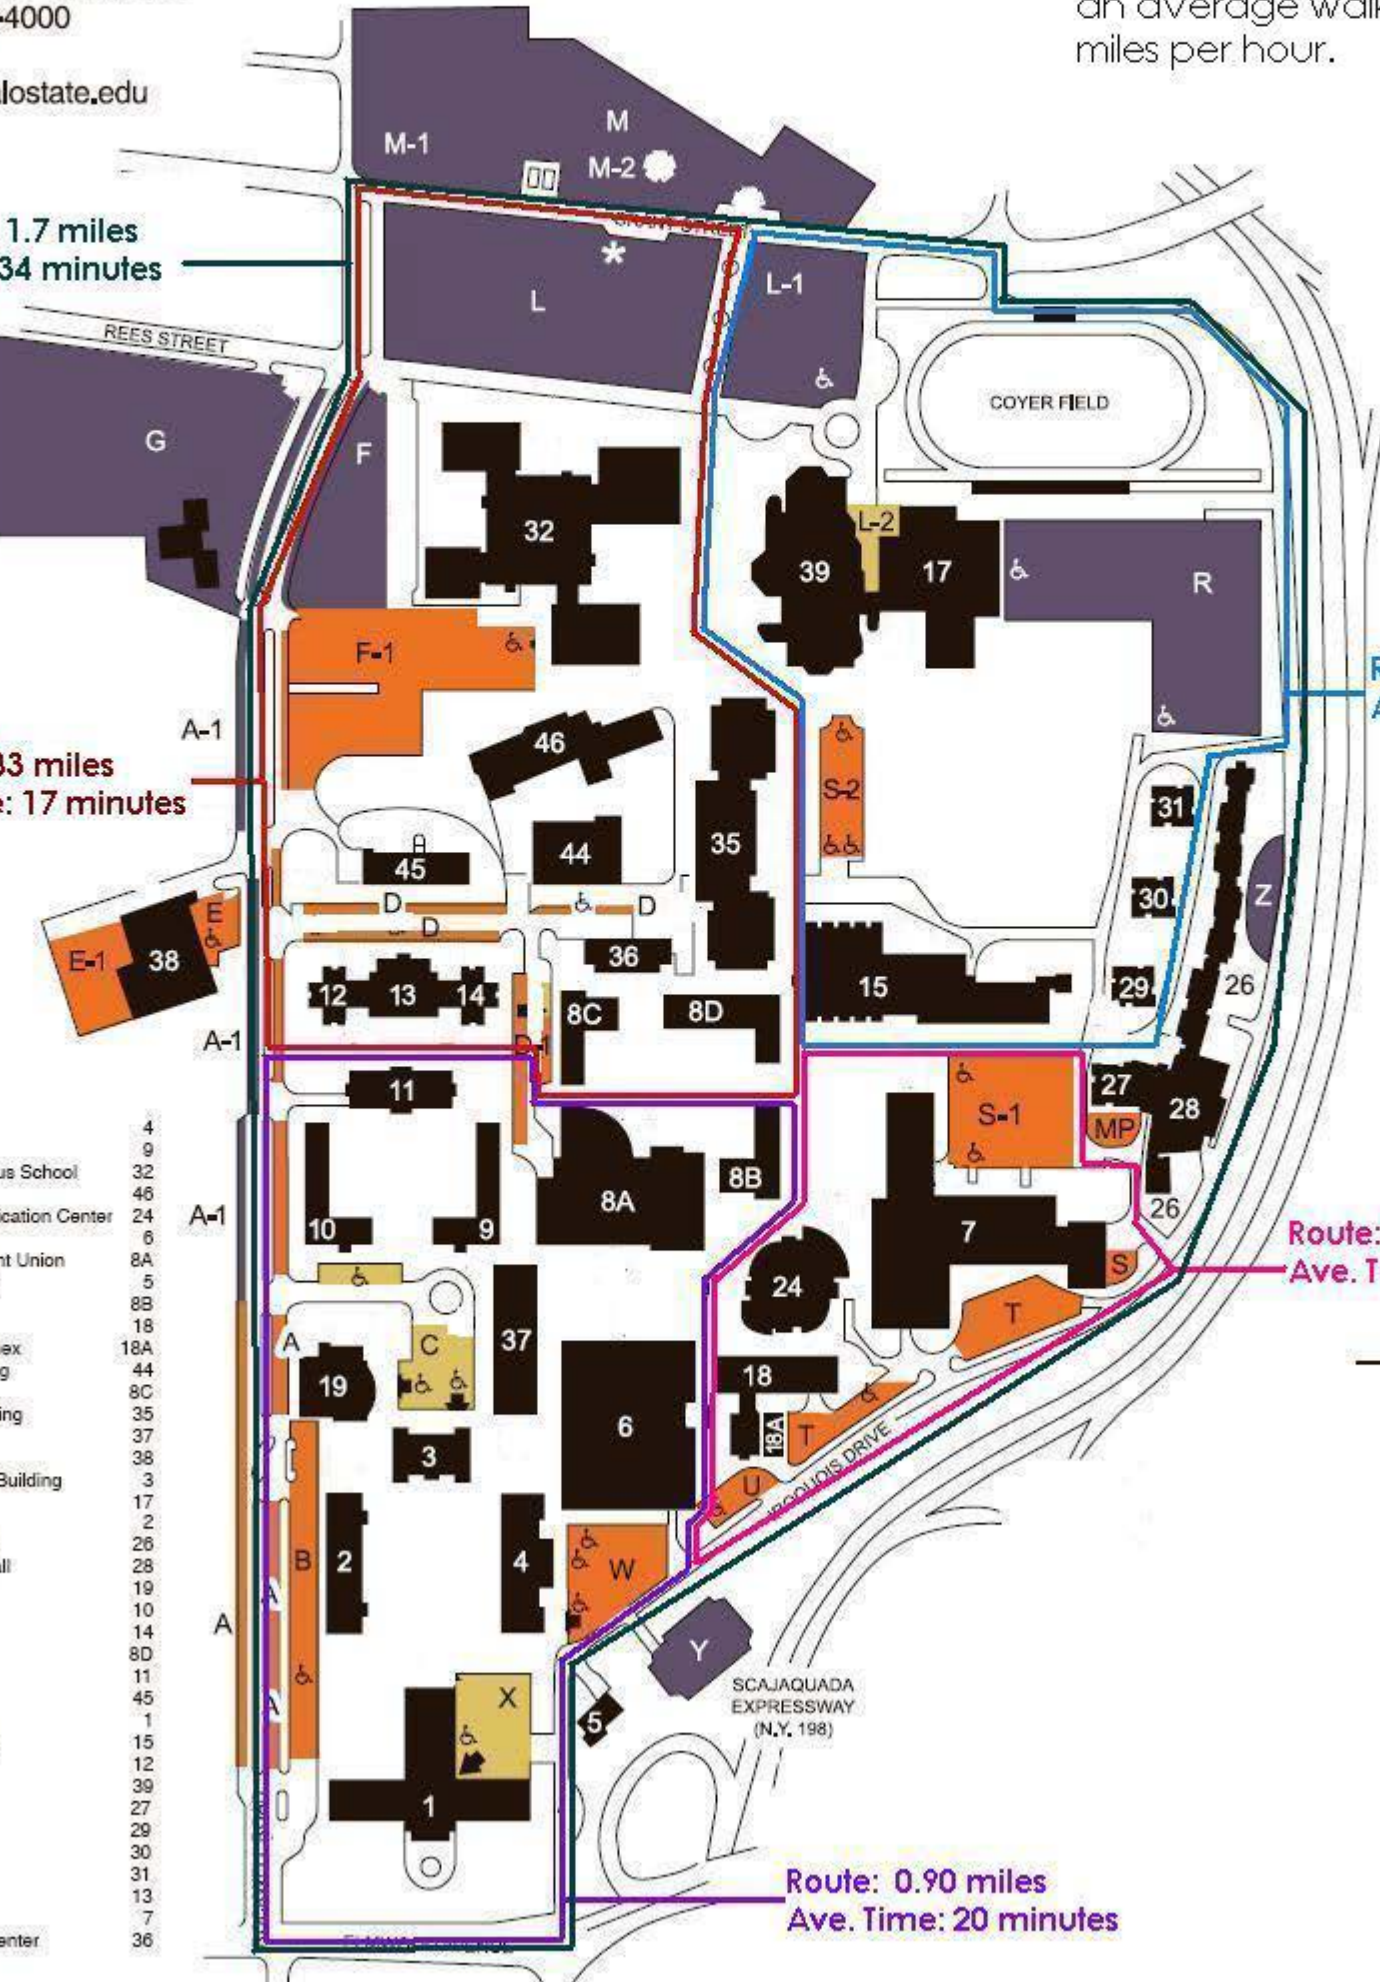 -4000
lostate.edu
an average walk
miles per hour.
M
M-1
M-2
1.7 miles
34 minutes
*
L
L-1
REES STREET
COYER FIELD
G
F
32
L-2
39
17
R
F-1
A-1
46
33 miles
e: 17 minutes
S-2
31
35
44
45
30
Z
D
D
D
E
E-1
38
36
26
12
13
14
15
29
8C
8D
A-1
D-1
11
27
28
S-1
MP
4
9
us School 32
46
ication Center 24
6
nt Union 8A
5
8B
18
ex 18A
g 44
8C
ing 35
37
38
Building 3
17
2
26
all 28
19
10
14
8D
11
45
1
15
12
39
27
29
30
31
13
7
enter 36
8B
8A
A-1
10
9
7
26
Route:
Ave. T
24
S
T
A
C
37
19
18
6
18A
T
3
U
IROQUOIS DRIVE
B
2
4
W
A
A
Y
A
X
5
SCAJAQUADA
EXPRESSWAY
(N.Y. 198)
1
Route: 0.90 miles
Ave. Time: 20 minutes